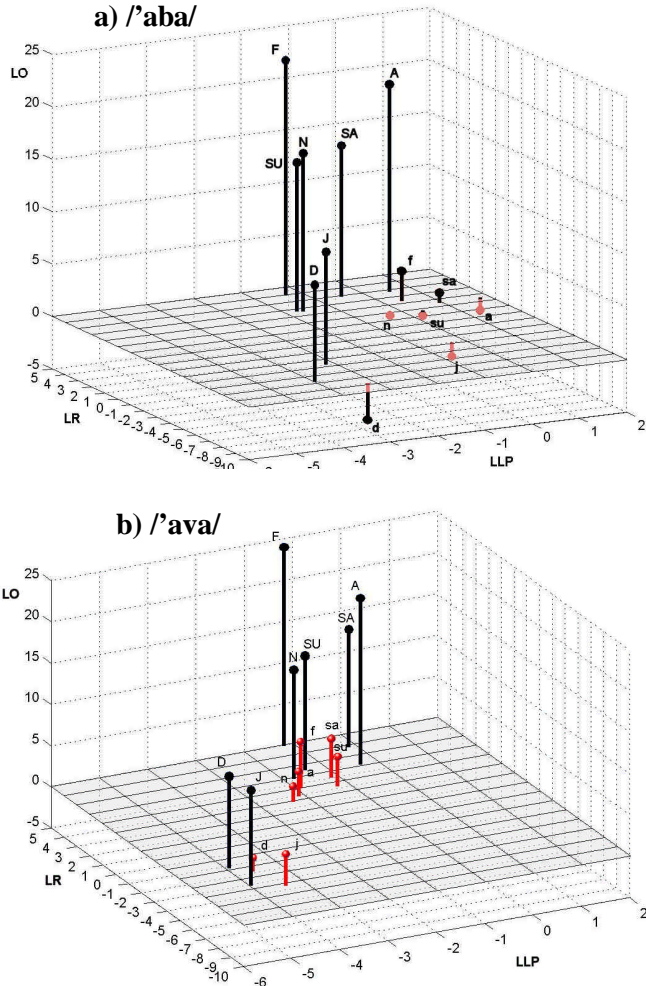 a) /’aba/
25
LO
20
15
10
5
0
-5
F
A
N
SA
SU
J
D
f
sa
n
su
a
j
d
5
4
3
2
1
0
-1
-2
-3
-4
-5
-6
-7
-8
-9
-10
LR
-5
-4
-3
-2
-1
0
1
2
LLP
b) /’ava/
25
LO
20
15
10
5
0
-5
F
A
SA
SU
N
f
sa
su
D
J
n
a
d
j
5
4
3
2
1
0
-1
-2
-3
-4
-5
-6
-7
-8
-9
-10
LR
-6
-5
-4
-3
-2
-1
0
1
2
LLP